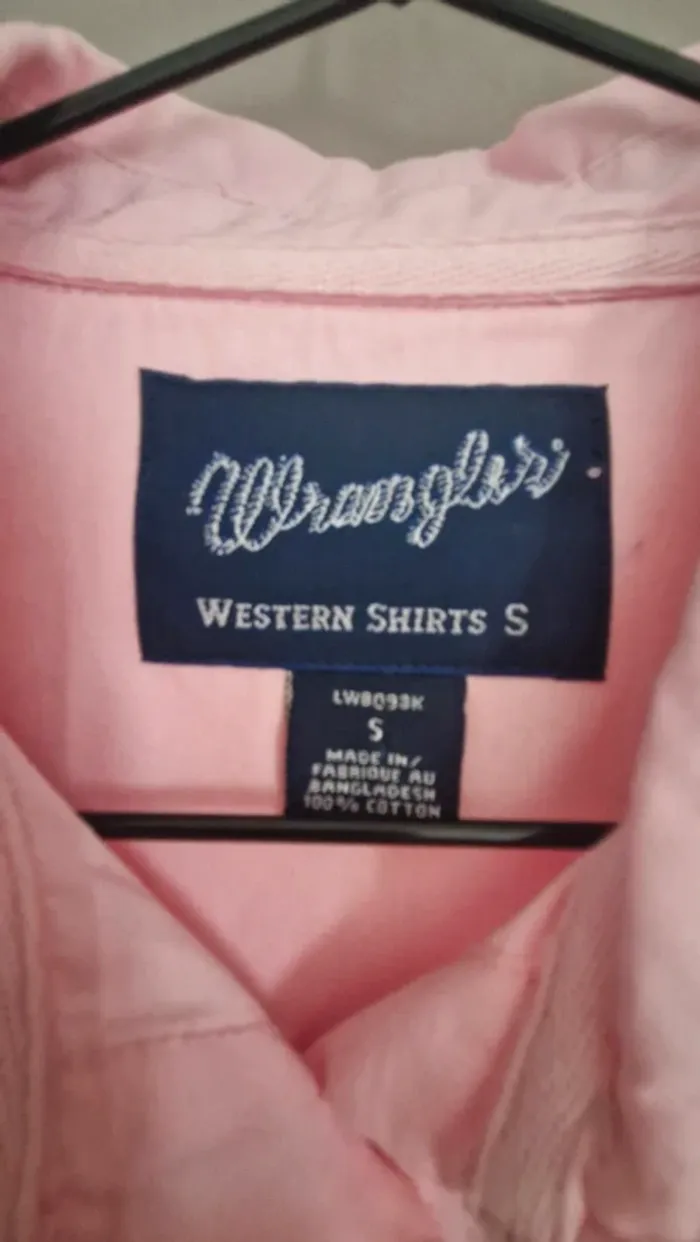 Wrangler
WESTERN SHIRTS S
LW8093K
S
MADE IN/
FABRIQUE AU
BANGLADESH
100% COTTON